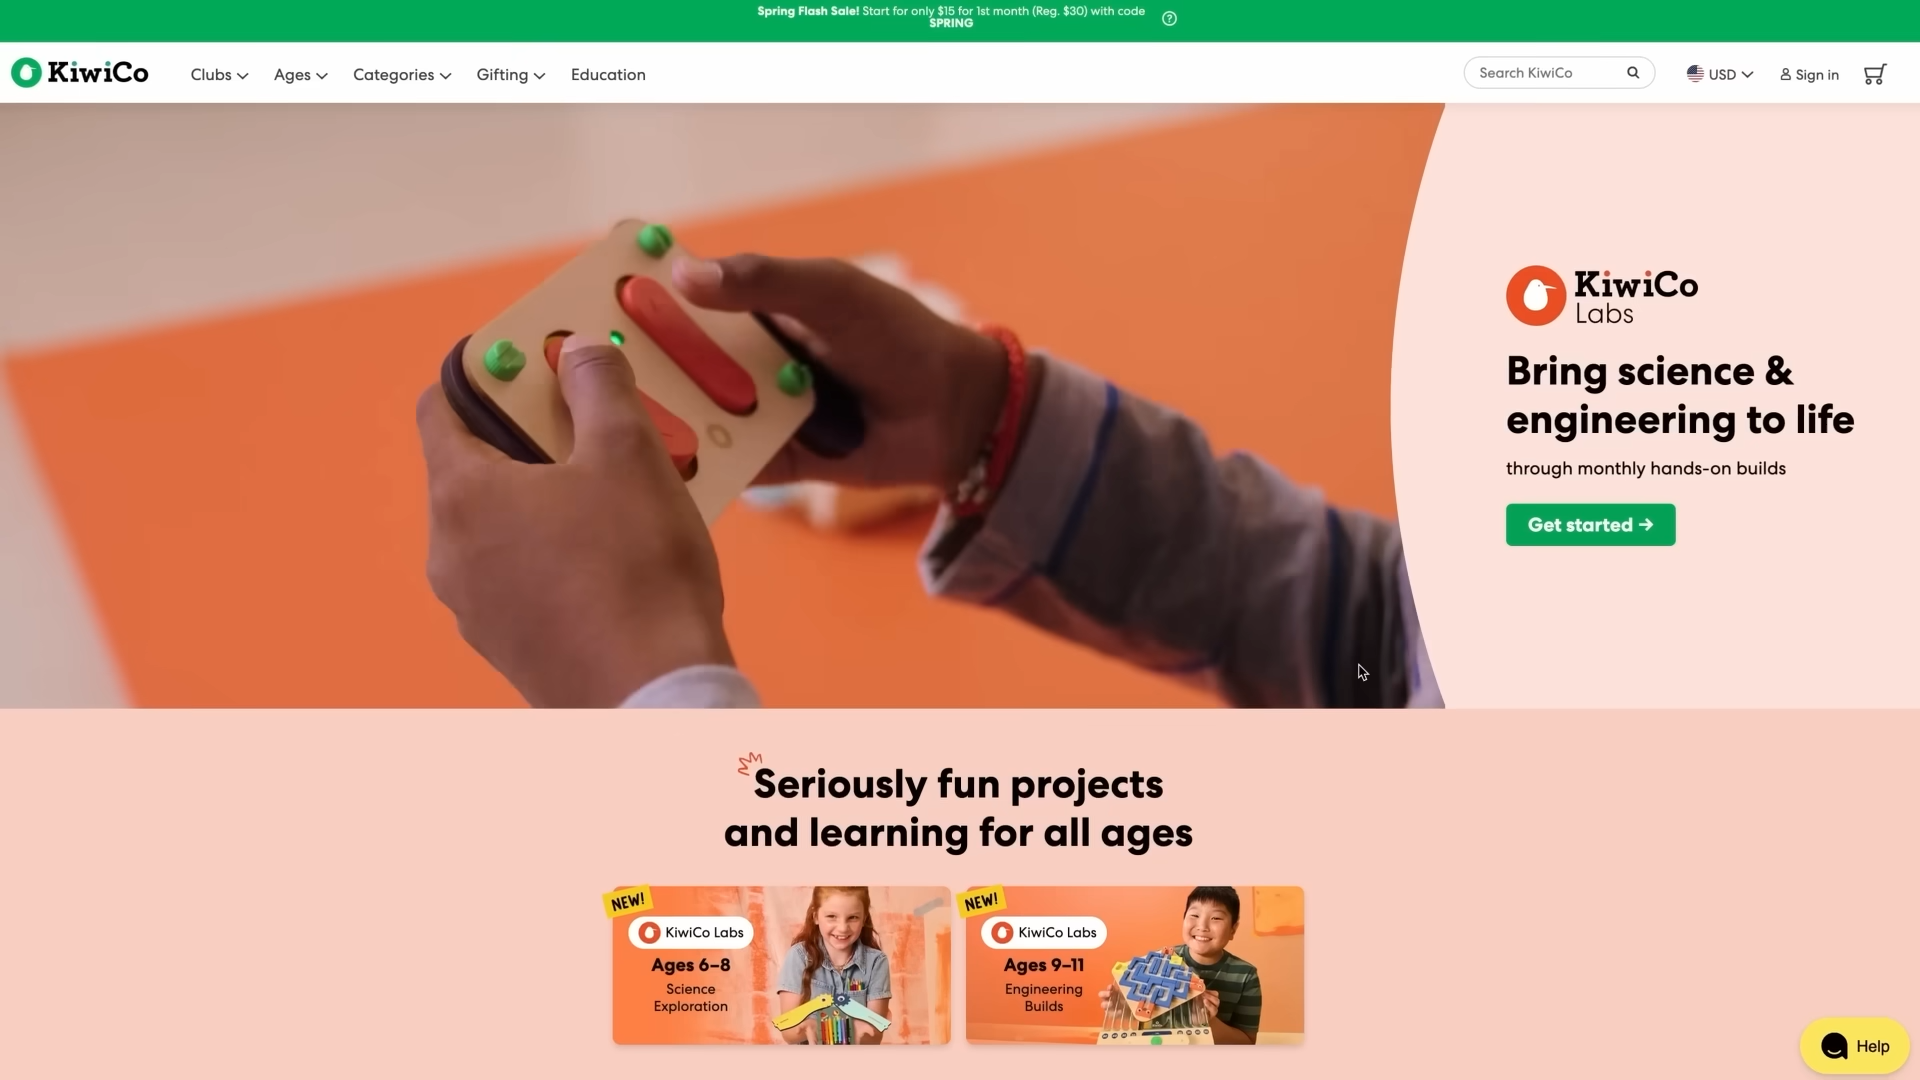 Spring Flash Sale! Start for only $15 for 1st month (Reg. $30) with code
SPRING
KiwiCo
Clubs
Ages
Categories
Gifting
Education
Search KiwiCo
USD
Sign in
KiwiCo
Labs
Bring science &
engineering to life
through monthly hands-on builds
Get started →
Seriously fun projects
and learning for all ages
NEW!
KiwiCo Labs
Ages 6–8
Science
Exploration
NEW!
KiwiCo Labs
Ages 9–11
Engineering
Builds
Help